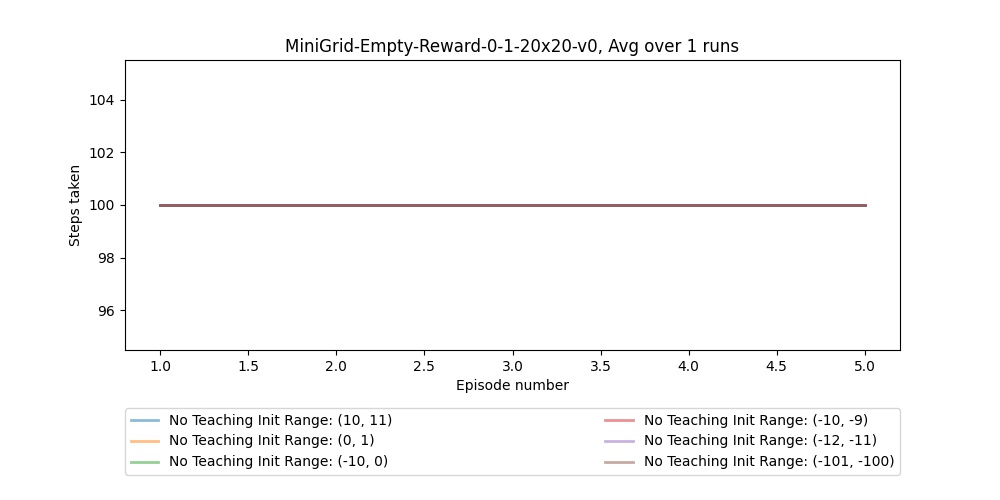 MiniGrid-Empty-Reward-0-1-20x20-v0, Avg over 1 runs
104
102
100
98
96
Steps taken
1.0 1.5 2.0 2.5 3.0 3.5 4.0 4.5 5.0
Episode number
No Teaching Init Range: (10, 11)
No Teaching Init Range: (0, 1)
No Teaching Init Range: (-10, 0)
No Teaching Init Range: (-10, -9)
No Teaching Init Range: (-12, -11)
No Teaching Init Range: (-101, -100)